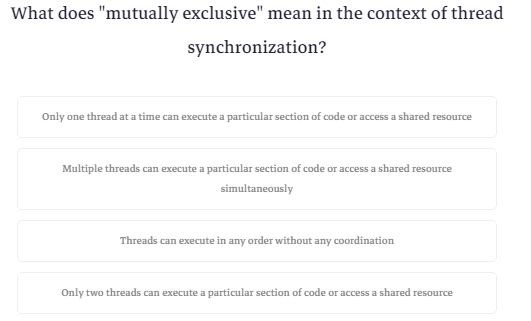 What does "mutually exclusive" mean in the context of thread
synchronization?
Only one thread at a time can execute a particular section of code or access a shared resource
Multiple threads can execute a particular section of code or access a shared resource
simultaneously
Threads can execute in any order without any coordination
Only two threads can execute a particular section of code or access a shared resource